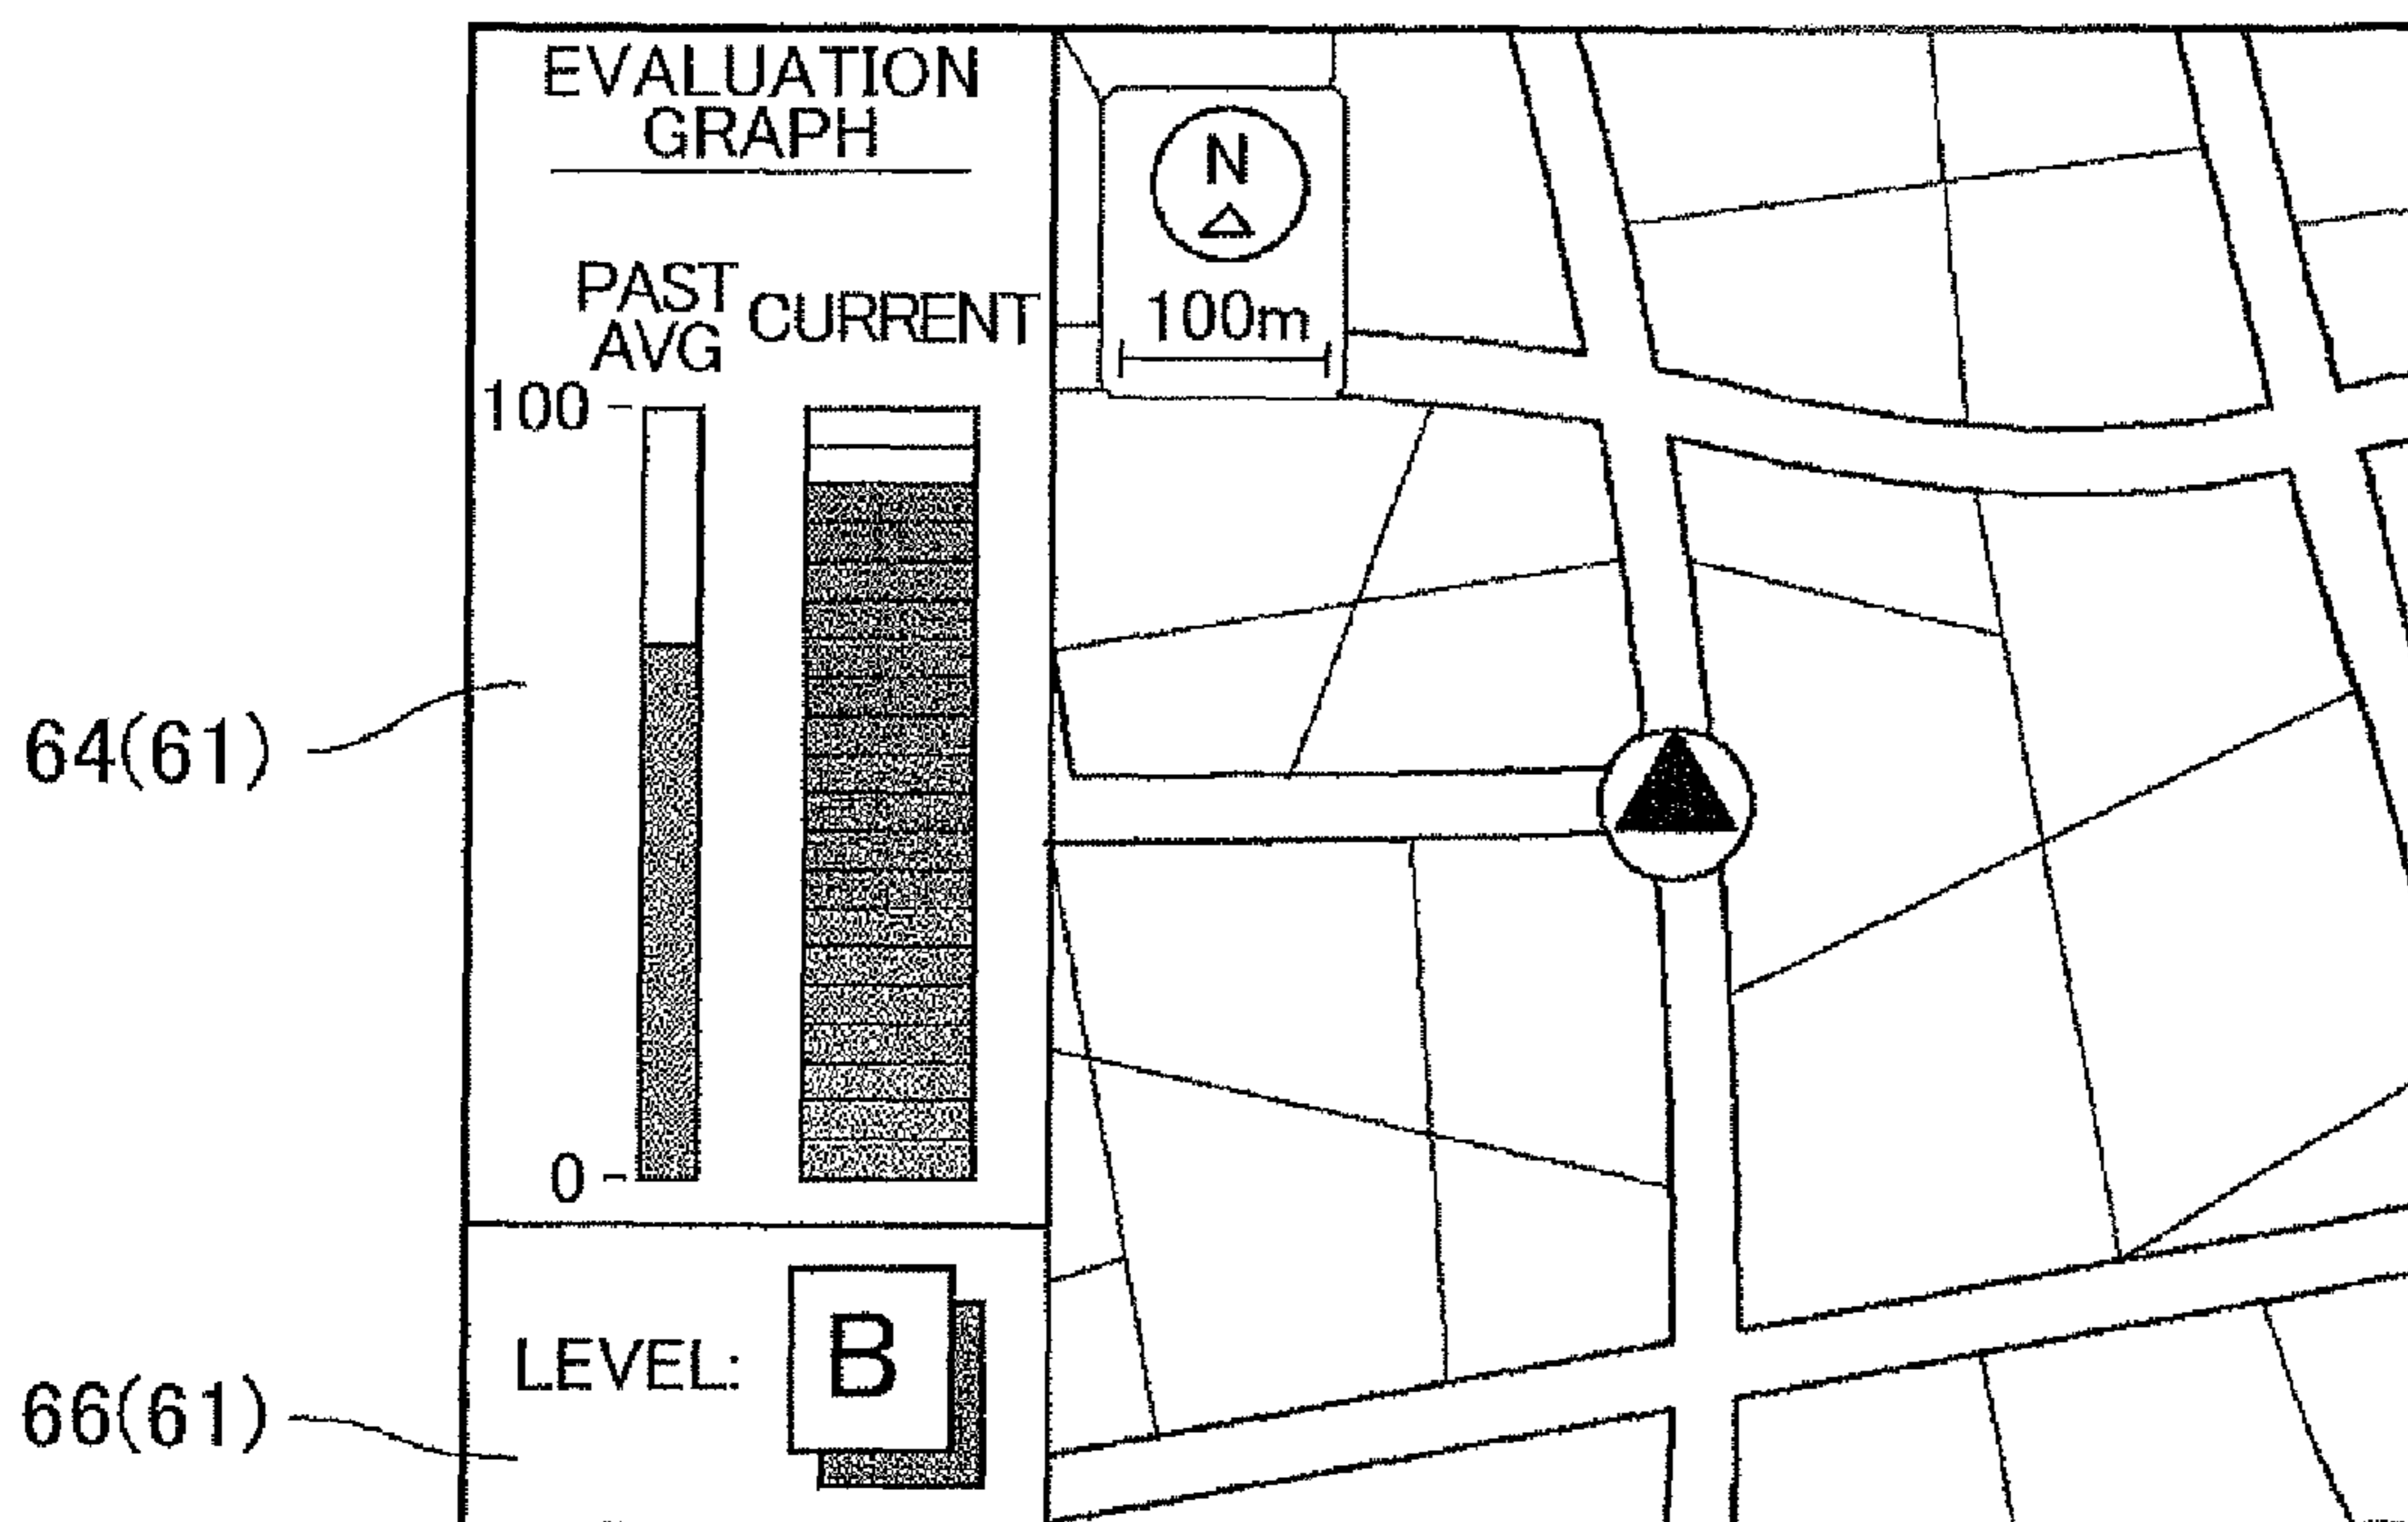 EVALUATION
GRAPH
N
100m
PAST
AVG
CURRENT
100
0
64(61)
LEVEL:
B
66(61)